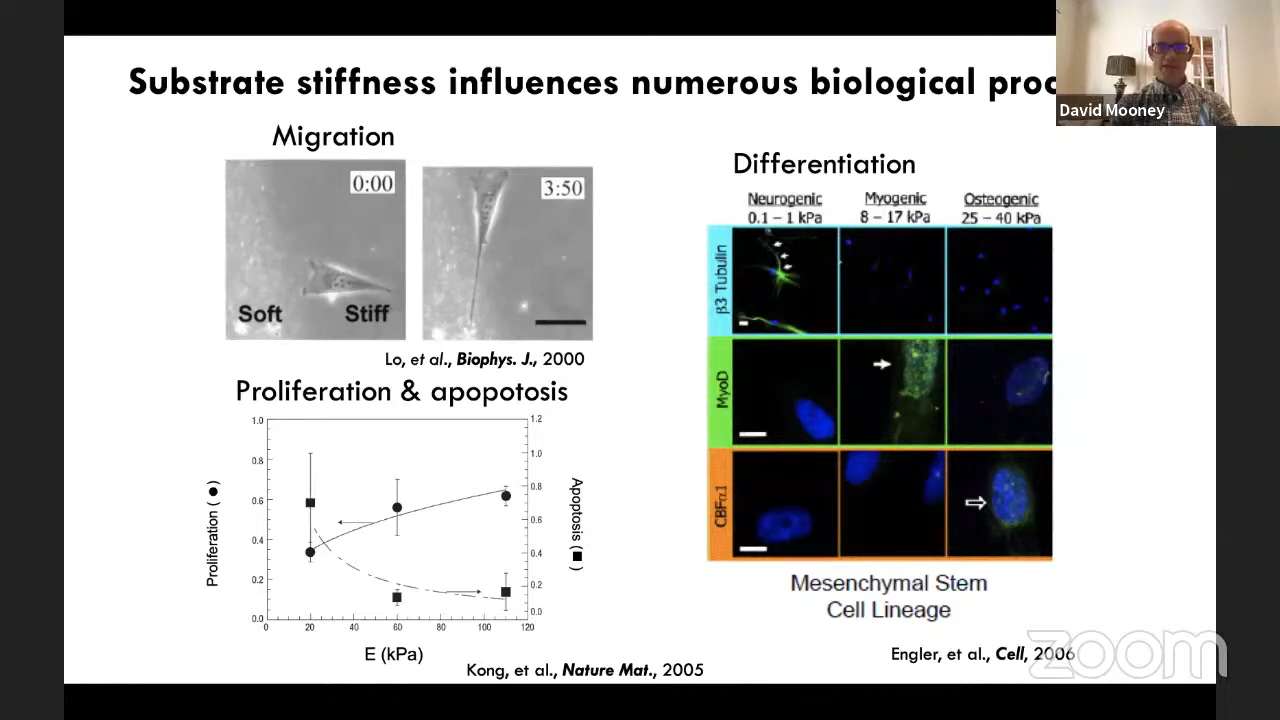 Substrate stiffness influences numerous biological proc
David Mooney
Migration
0:00
Soft
Stiff
3:50
Lo, et al., Biophys. J., 2000
Proliferation & apopotosis
Proliferation (●)
1.0
0.8
0.6
0.4
0.2
0.0
0 20 40 60 80 100 120
1.2
1.0
0.8
0.6
0.4
0.2
0.0
Apoptosis (■)
E (kPa)
Kong, et al., Nature Mat., 2005
Differentiation
Neurogenic Myogenic Osteogenic
0.1 – 1 kPa 8 – 17 kPa 25 – 40 kPa
β3 Tubulin
MyoD
CBFα1
Mesenchymal Stem
Cell Lineage
Engler, et al., Cell, 2006
zoom